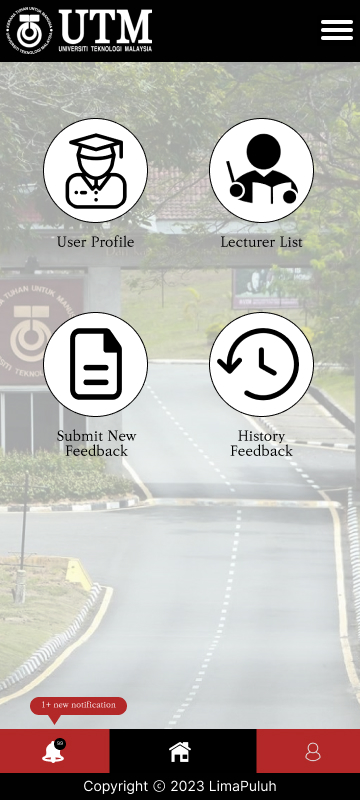 UTM
UNIVERSITI TEKNOLOGI MALAYSIA
User Profile
Lecturer List
Submit New
Feedback
History
Feedback
1+ new notification
99
Copyright © 2023 LimaPuluh